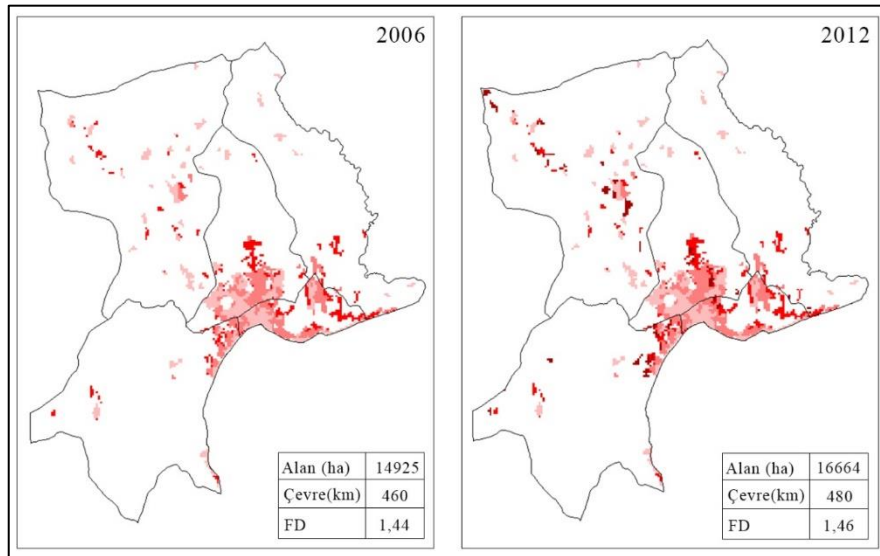 2006
Alan (ha) 14925
Çevre(km) 460
FD 1,44
2012
Alan (ha) 16664
Çevre(km) 480
FD 1,46